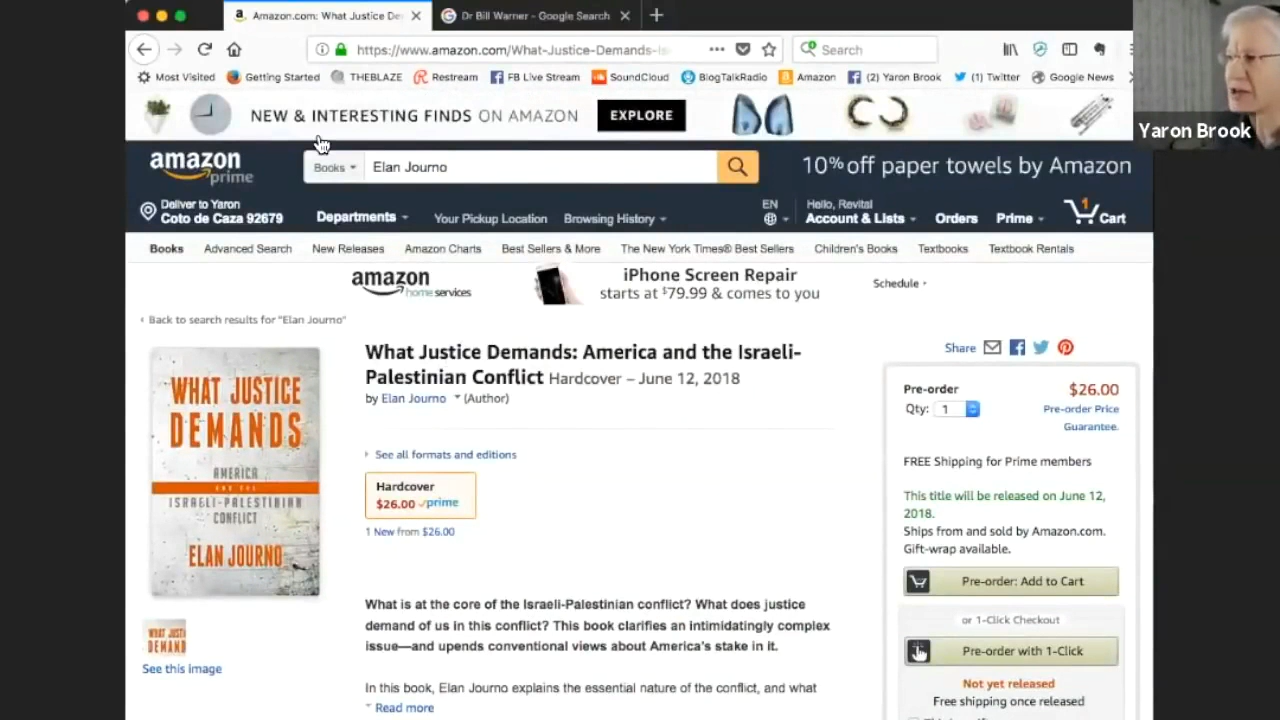 Amazon.com: What Justice De
Dr Bill Warner - Google Search
https://www.amazon.com/What-Justice-Demands-Is
Search
Most Visited
Getting Started
THEBLAZE
Restream
FB Live Stream
SoundCloud
BlogTalkRadio
Amazon
(2) Yaron Brook
(1) Twitter
Google News
NEW & INTERESTING FINDS ON AMAZON
EXPLORE
Yaron Brook
amazon prime
Books
Elan Journo
10% off paper towels by Amazon
Deliver to Yaron
Coto de Caza 92679
Departments
Your Pickup Location
Browsing History
EN
Hello, Revital
Account & Lists
Orders
Prime
1
Cart
Books
Advanced Search
New Releases
Amazon Charts
Best Sellers & More
The New York Times® Best Sellers
Children's Books
Textbooks
Textbook Rentals
amazon
home services
iPhone Screen Repair
starts at $79.99 & comes to you
Schedule
Back to search results for "Elan Journo"
Share
WHAT JUSTICE
DEMANDS
AMERICA
AND THE
ISRAELI-PALESTINIAN
CONFLICT
ELAN JOURNO
WHAT JUSTI
DEMAND
See this image
What Justice Demands: America and the Israeli-
Palestinian Conflict Hardcover – June 12, 2018
by Elan Journo (Author)
See all formats and editions
Hardcover
$26.00 prime
1 New from $26.00
What is at the core of the Israeli-Palestinian conflict? What does justice
demand of us in this conflict? This book clarifies an intimidatingly complex
issue—and upends conventional views about America's stake in it.
In this book, Elan Journo explains the essential nature of the conflict, and what
Read more
Pre-order
$26.00
Qty: 1
Pre-order Price
Guarantee.
FREE Shipping for Prime members
This title will be released on June 12,
2018.
Ships from and sold by Amazon.com.
Gift-wrap available.
Pre-order: Add to Cart
or 1-Click Checkout
Pre-order with 1-Click
Not yet released
Free shipping once released